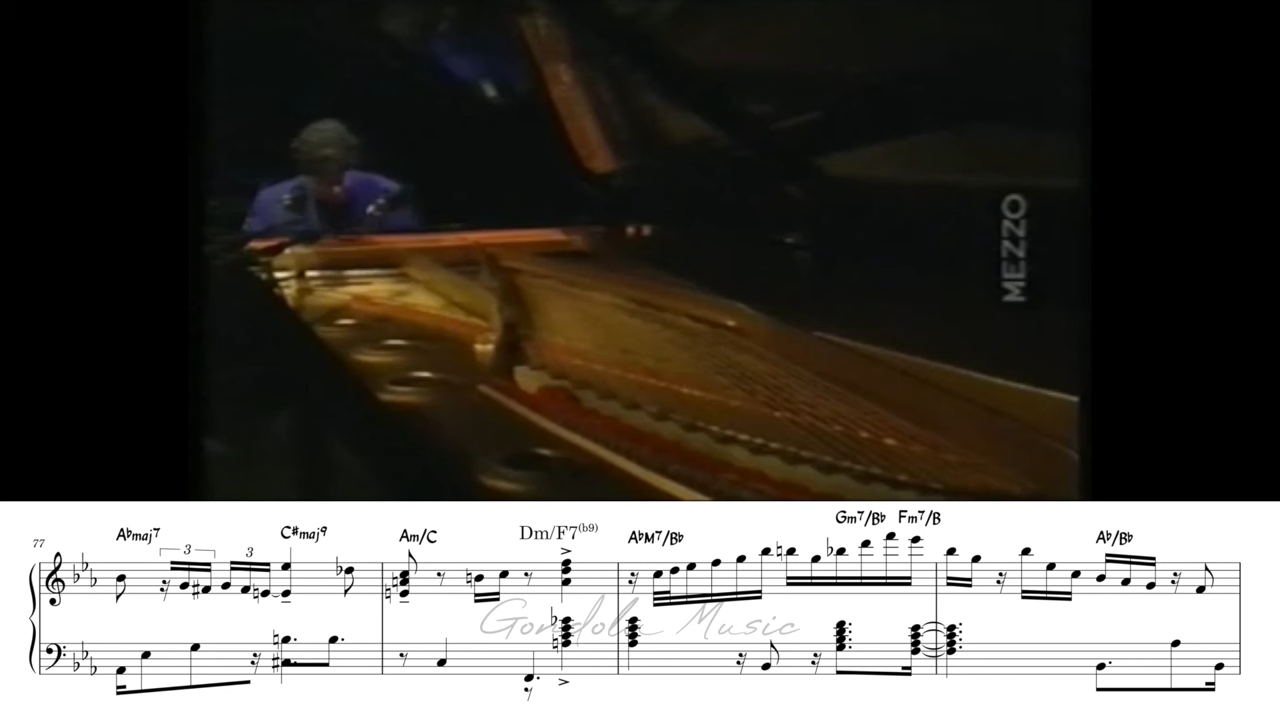 MEZZO
77
A♭maj7 C#maj9 Am/C Dm/F7(b9) A♭M7/B♭ Gm7/B♭ Fm7/B A♭/B♭
3 3
Gondola Music